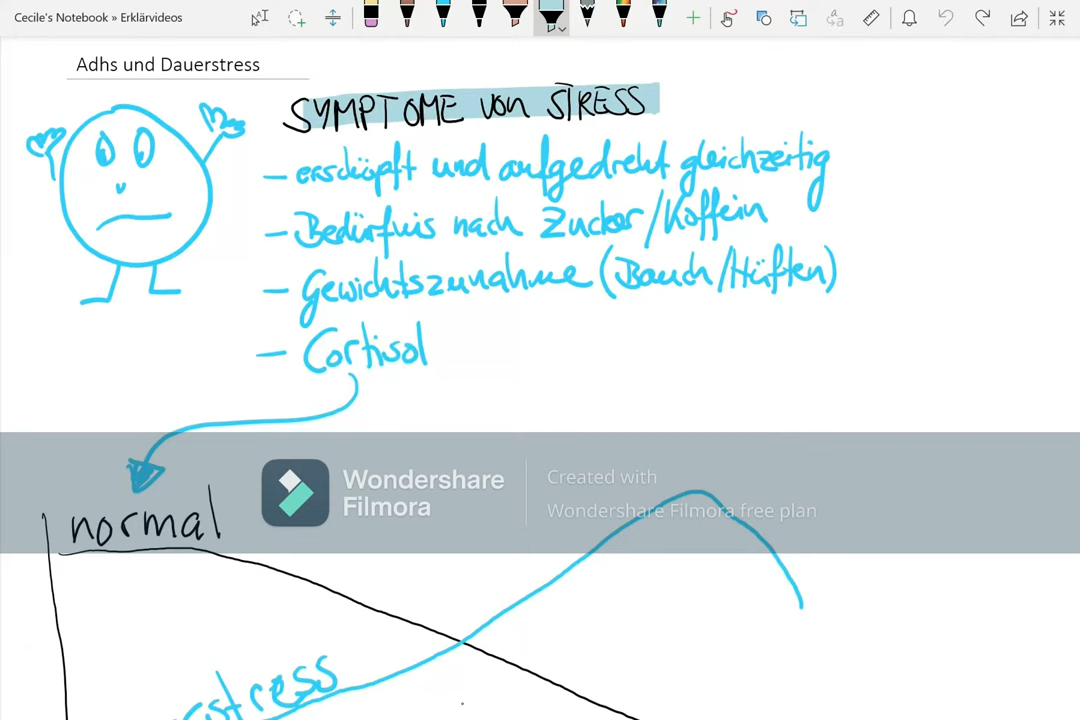 Cecile's Notebook » Erklärvideos
Adhs und Dauerstress
SYMPTOME von STRESS
– erschöpft und aufgedreht gleichzeitig
– Bedürfnis nach Zucker/Koffein
– Gewichtszunahme (Bauch/Hüften)
– Cortisol
Wondershare
Filmora
Created with
Wondershare Filmora free plan
normal